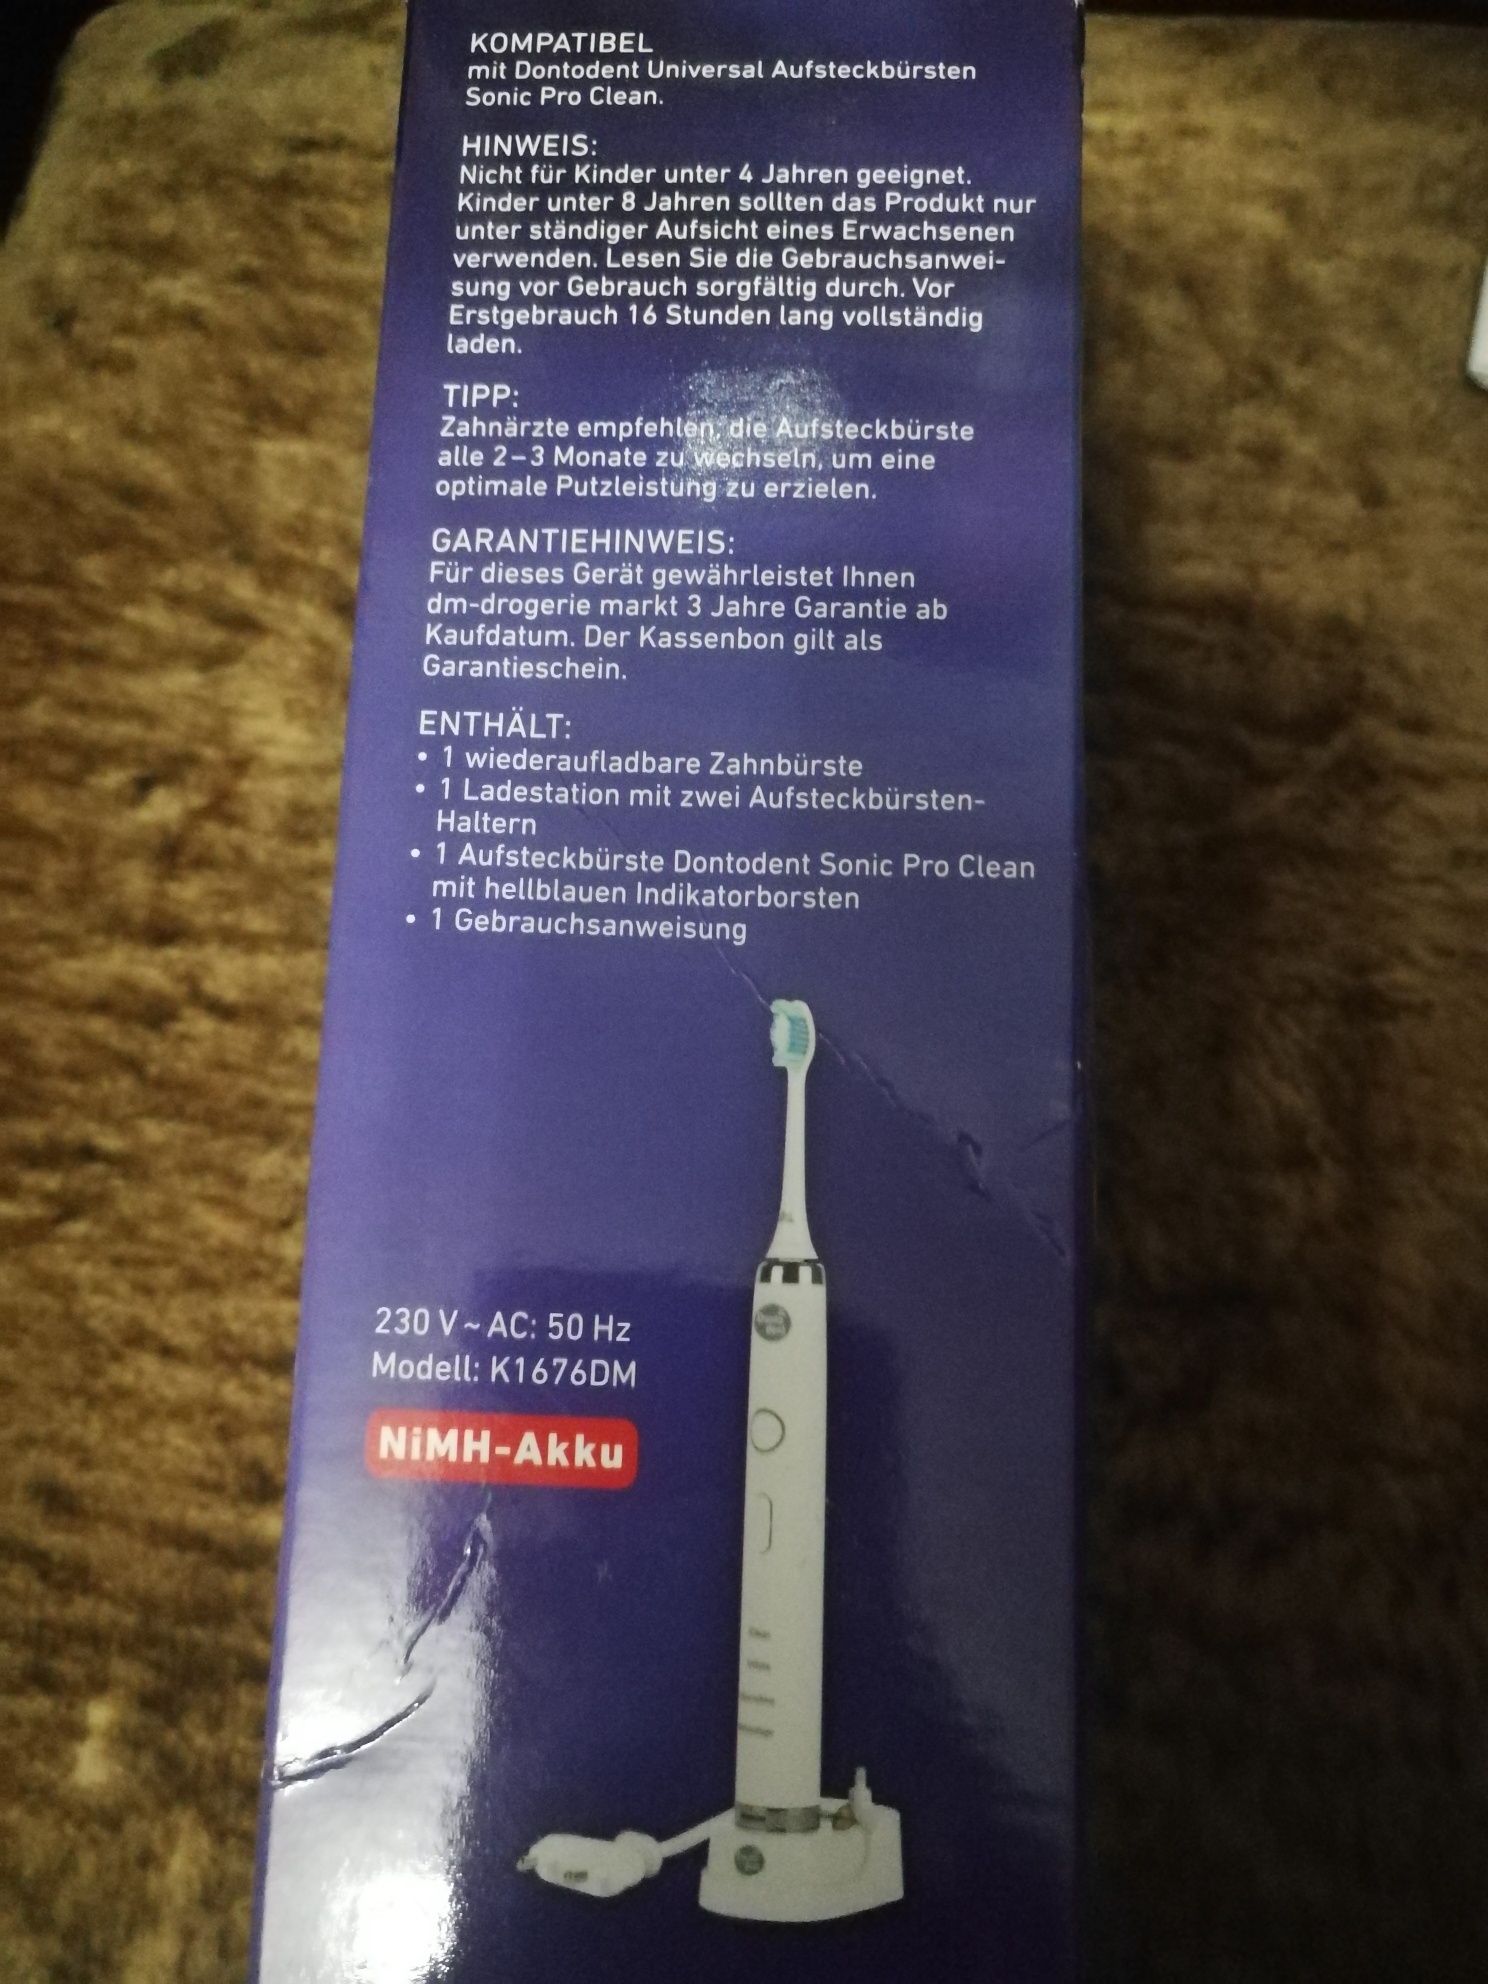 KOMPATIBEL
mit Dontodent Universal Aufsteckbürsten
Sonic Pro Clean.
HINWEIS:
Nicht für Kinder unter 4 Jahren geeignet.
Kinder unter 8 Jahren sollten das Produkt nur
unter ständiger Aufsicht eines Erwachsenen
verwenden. Lesen Sie die Gebrauchsanwei-
sung vor Gebrauch sorgfältig durch. Vor
Erstgebrauch 16 Stunden lang vollständig
laden.
TIPP:
Zahnärzte empfehlen, die Aufsteckbürste
alle 2–3 Monate zu wechseln, um eine
optimale Putzleistung zu erzielen.
GARANTIEHINWEIS:
Für dieses Gerät gewährleistet Ihnen
dm-drogerie markt 3 Jahre Garantie ab
Kaufdatum. Der Kassenbon gilt als
Garantieschein.
ENTHÄLT:
• 1 wiederaufladbare Zahnbürste
• 1 Ladestation mit zwei Aufsteckbürsten-
Haltern
• 1 Aufsteckbürste Dontodent Sonic Pro Clean
mit hellblauen Indikatorborsten
• 1 Gebrauchsanweisung
230 V ~ AC: 50 Hz
Modell: K1676DM
NiMH-Akku